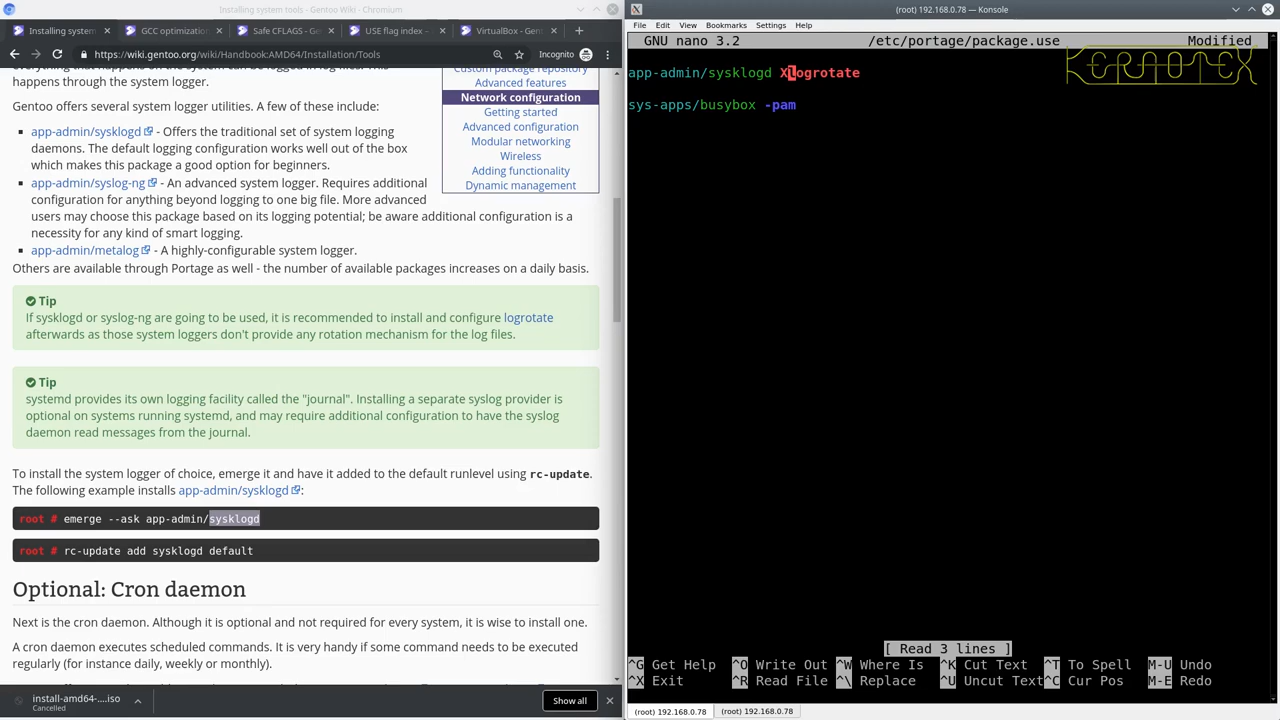 Installing system tools - Gentoo Wiki - Chromium
Installing system
GCC optimizatio
Safe CFLAGS - G
USE flag index –
VirtualBox - Gent
https://wiki.gentoo.org/wiki/Handbook:AMD64/Installation/Tools
Incognito
happens through the system logger.
Gentoo offers several system logger utilities. A few of these include:
app-admin/sysklogd - Offers the traditional set of system logging
daemons. The default logging configuration works well out of the box
which makes this package a good option for beginners.
app-admin/syslog-ng - An advanced system logger. Requires additional
configuration for anything beyond logging to one big file. More advanced
users may choose this package based on its logging potential; be aware additional configuration is a
necessity for any kind of smart logging.
app-admin/metalog - A highly-configurable system logger.
Others are available through Portage as well - the number of available packages increases on a daily basis.
Custom package repository
Advanced features
Network configuration
Getting started
Advanced configuration
Modular networking
Wireless
Adding functionality
Dynamic management
Tip
If sysklogd or syslog-ng are going to be used, it is recommended to install and configure logrotate
afterwards as those system loggers don't provide any rotation mechanism for the log files.
Tip
systemd provides its own logging facility called the "journal". Installing a separate syslog provider is
optional on systems running systemd, and may require additional configuration to have the syslog
daemon read messages from the journal.
To install the system logger of choice, emerge it and have it added to the default runlevel using rc-update.
The following example installs app-admin/sysklogd:
root # emerge --ask app-admin/sysklogd
root # rc-update add sysklogd default
Optional: Cron daemon
Next is the cron daemon. Although it is optional and not required for every system, it is wise to install one.
A cron daemon executes scheduled commands. It is very handy if some command needs to be executed
regularly (for instance daily, weekly or monthly).
install-amd64-....iso
Cancelled
Show all
(root) 192.168.0.78 — Konsole
File Edit View Bookmarks Settings Help
GNU nano 3.2 /etc/portage/package.use Modified
app-admin/sysklogd Xlogrotate
sys-apps/busybox -pam
KEROTEX
[ Read 3 lines ]
^G Get Help ^O Write Out ^W Where Is ^K Cut Text ^T To Spell M-U Undo
^X Exit ^R Read File ^\ Replace ^U Uncut Text ^C Cur Pos M-E Redo
(root) 192.168.0.78 (root) 192.168.0.78